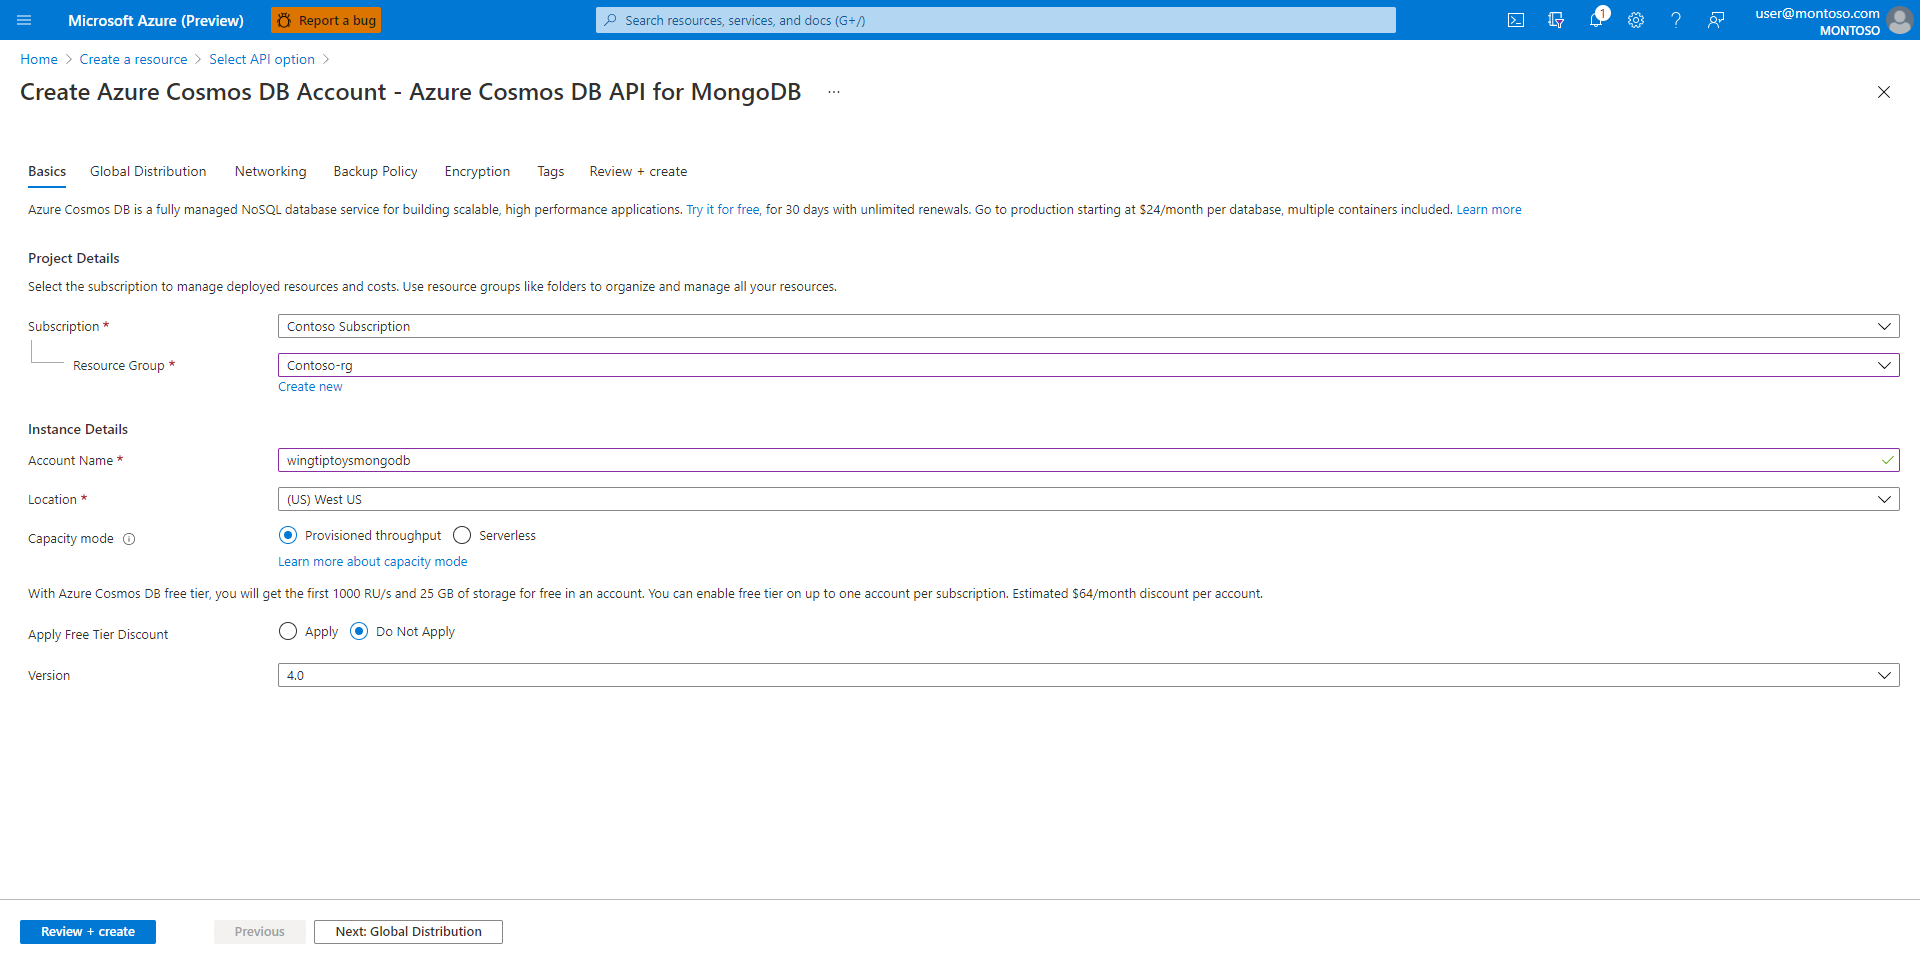 Microsoft Azure (Preview)
Report a bug
Search resources, services, and docs (G+/)
1
user@montoso.com
MONTOSO
Home > Create a resource > Select API option >
Create Azure Cosmos DB Account - Azure Cosmos DB API for MongoDB ...
Basics Global Distribution Networking Backup Policy Encryption Tags Review + create
Azure Cosmos DB is a fully managed NoSQL database service for building scalable, high performance applications. Try it for free, for 30 days with unlimited renewals. Go to production starting at $24/month per database, multiple containers included. Learn more
Project Details
Select the subscription to manage deployed resources and costs. Use resource groups like folders to organize and manage all your resources.
Subscription * Contoso Subscription
Resource Group * Contoso-rg
Create new
Instance Details
Account Name * wingtiptoysmongodb
Location * (US) West US
Capacity mode Provisioned throughput Serverless
Learn more about capacity mode
With Azure Cosmos DB free tier, you will get the first 1000 RU/s and 25 GB of storage for free in an account. You can enable free tier on up to one account per subscription. Estimated $64/month discount per account.
Apply Free Tier Discount Apply Do Not Apply
Version 4.0
Review + create Previous Next: Global Distribution